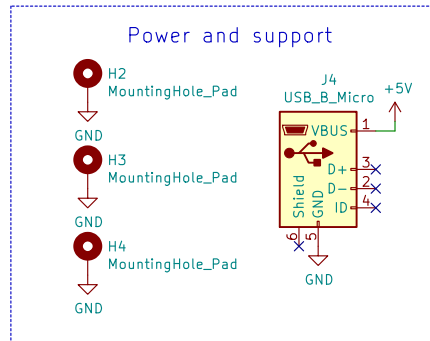 Power and support
H2
MountingHole_Pad
GND
H3
MountingHole_Pad
GND
H4
MountingHole_Pad
GND
J4
USB_B_Micro
+5V
VBUS 1
D+ 3
D- 2
ID 4
Shield 6
GND 5
GND